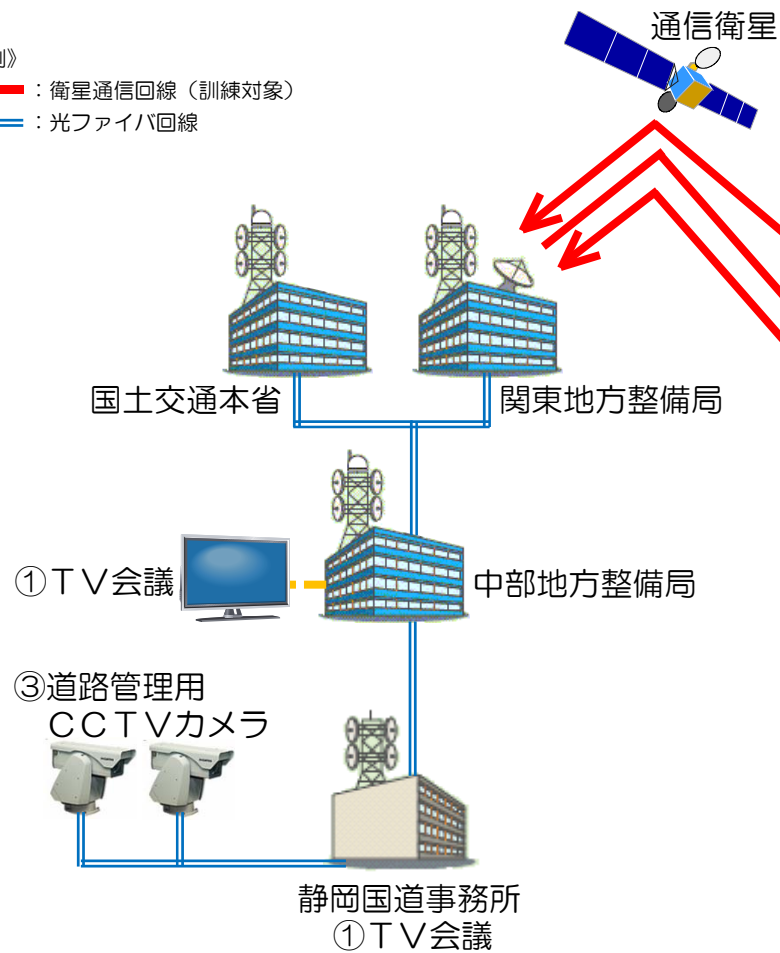 通信衛星
》
：衛星通信回線（訓練対象）
：光ファイバ回線
国土交通本省
関東地方整備局
①ＴＶ会議
中部地方整備局
③道路管理用
ＣＣＴＶカメラ
静岡国道事務所
①ＴＶ会議